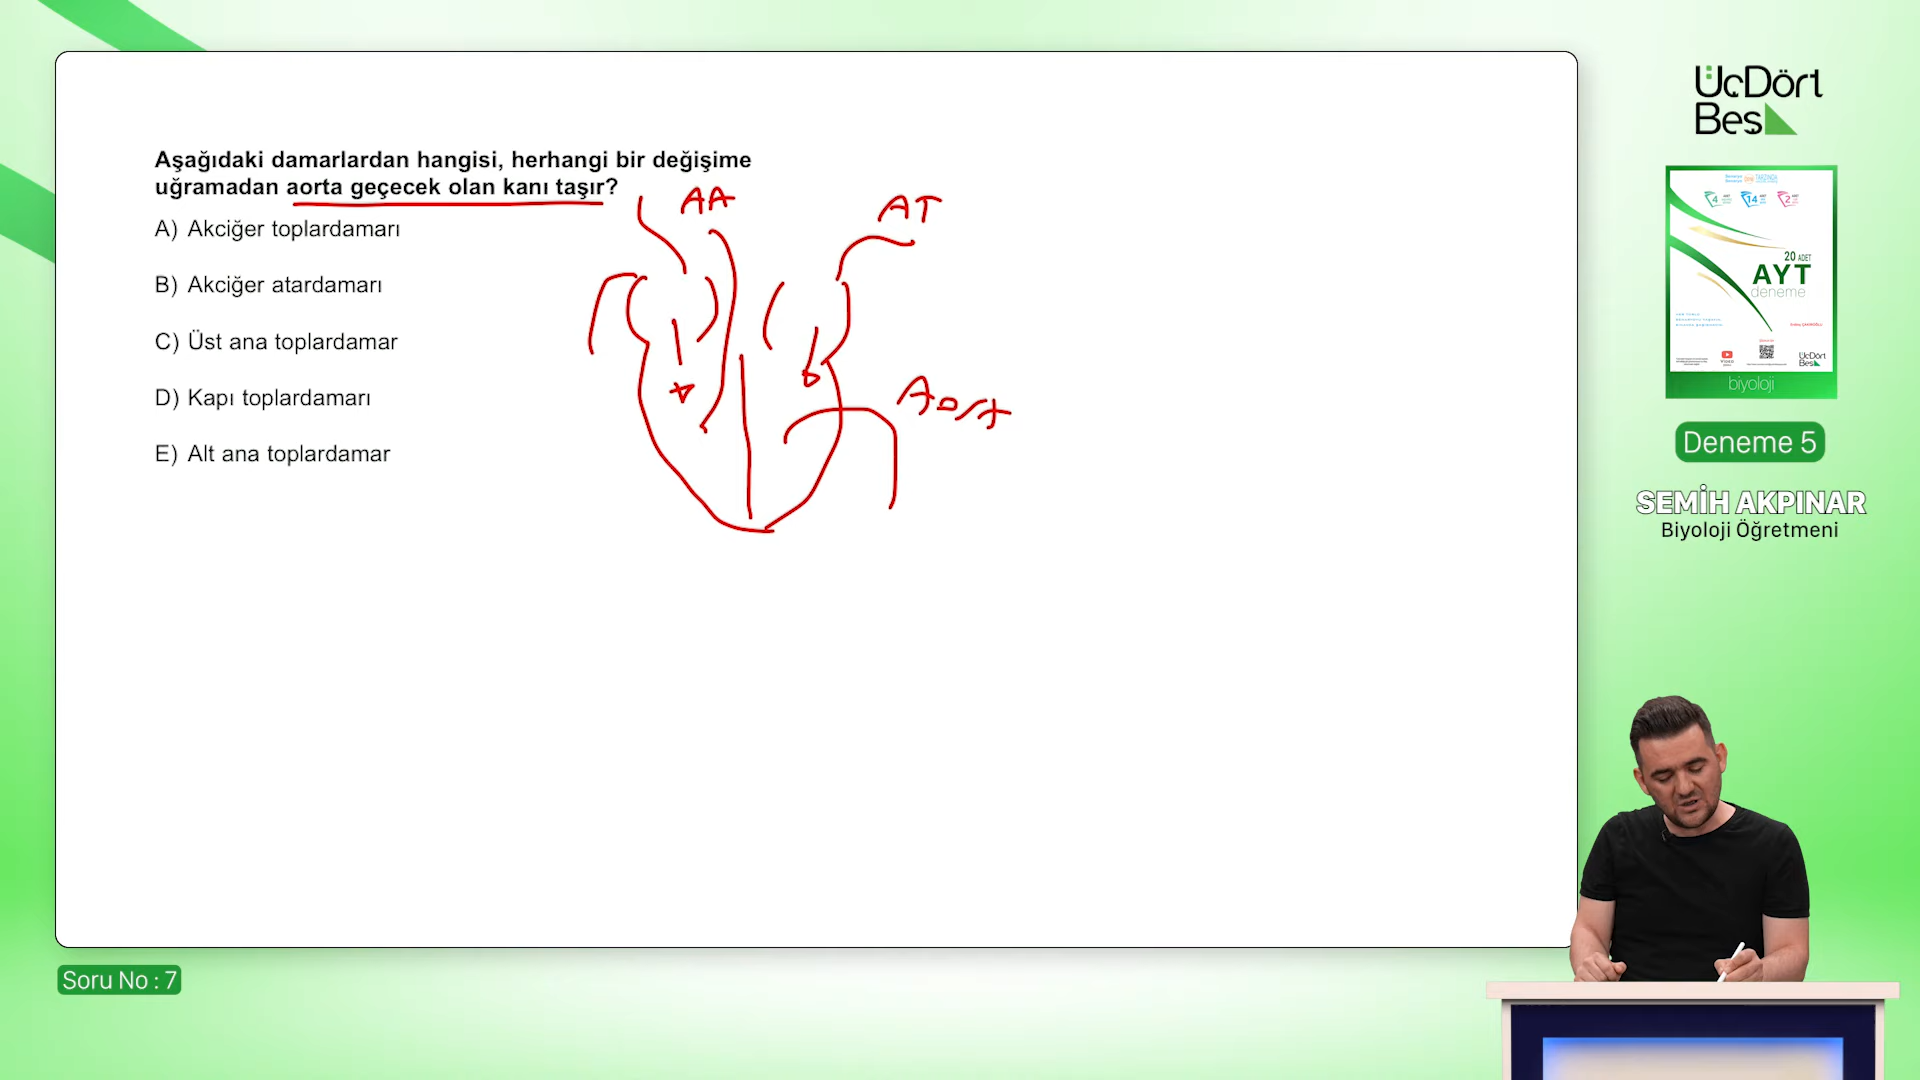 Aşağıdaki damarlardan hangisi, herhangi bir değişime
uğramadan aorta geçecek olan kanı taşır?
A) Akciğer toplardamarı
B) Akciğer atardamarı
C) Üst ana toplardamar
D) Kapı toplardamarı
E) Alt ana toplardamar
AA
AT
Aort
Soru No : 7
ÜçDört
Beş
20 ADET
AYT
deneme
ÜçDört
Beş
biyoloji
Deneme 5
SEMİH AKPINAR
Biyoloji Öğretmeni